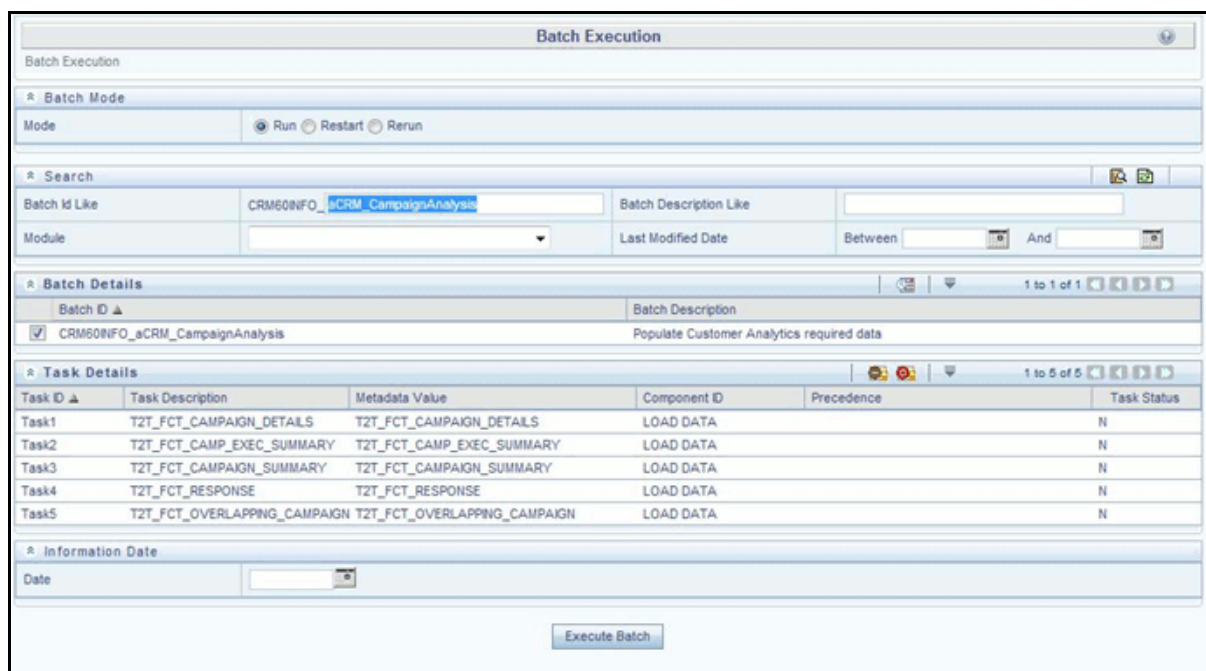 Batch Execution
Batch Execution
Batch Mode
Mode Run Restart Rerun
Search
Batch Id Like CRM60INFO_ aCRM_CampaignAnalysis Batch Description Like
Module Last Modified Date Between And
Batch Details 1 to 1 of 1
Batch ID Batch Description
CRM60INFO_aCRM_CampaignAnalysis Populate Customer Analytics required data
Task Details 1 to 5 of 5
Task ID Task Description Metadata Value Component ID Precedence Task Status
Task1 T2T_FCT_CAMPAIGN_DETAILS T2T_FCT_CAMPAIGN_DETAILS LOAD DATA N
Task2 T2T_FCT_CAMP_EXEC_SUMMARY T2T_FCT_CAMP_EXEC_SUMMARY LOAD DATA N
Task3 T2T_FCT_CAMPAIGN_SUMMARY T2T_FCT_CAMPAIGN_SUMMARY LOAD DATA N
Task4 T2T_FCT_RESPONSE T2T_FCT_RESPONSE LOAD DATA N
Task5 T2T_FCT_OVERLAPPING_CAMPAIGN T2T_FCT_OVERLAPPING_CAMPAIGN LOAD DATA N
Information Date
Date
Execute Batch